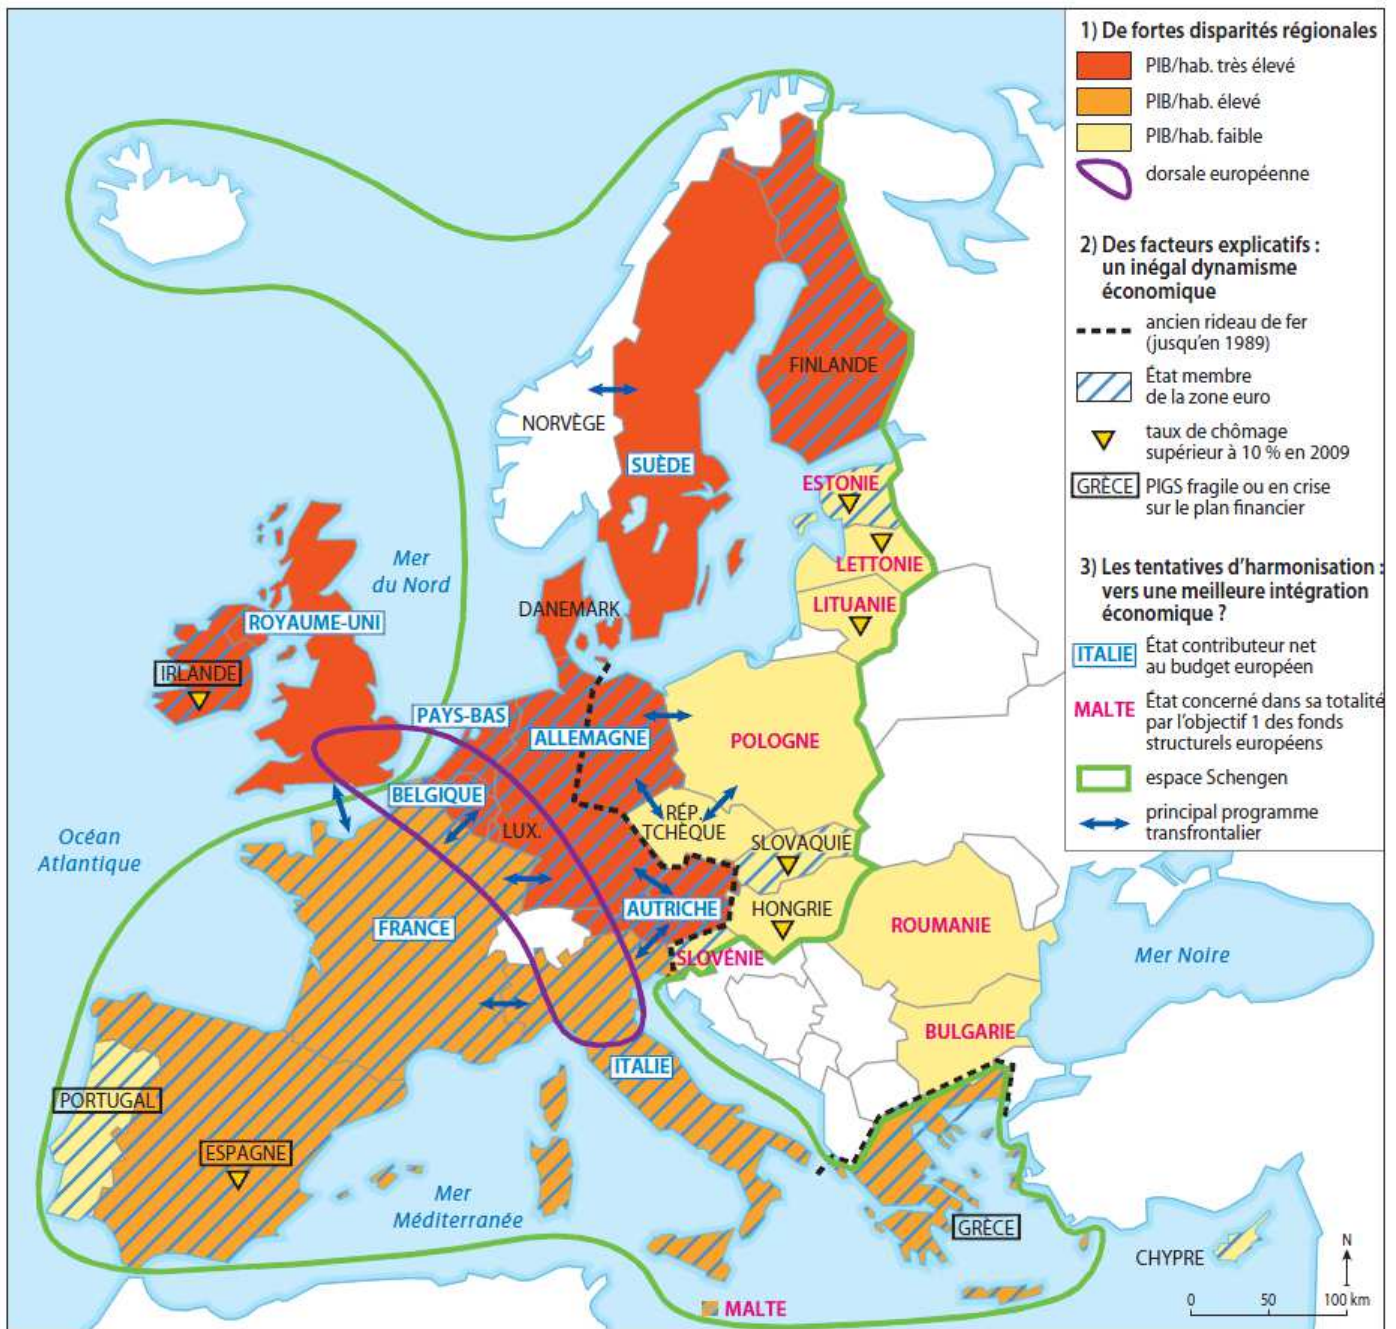 1) De fortes disparités régionales
PIB/hab. très élevé
PIB/hab. élevé
PIB/hab. faible
dorsale européenne
2) Des facteurs explicatifs :
un inégal dynamisme
économique
ancien rideau de fer
(jusqu'en 1989)
État membre
de la zone euro
taux de chômage
supérieur à 10 % en 2009
GRÈCE PIGS fragile ou en crise
sur le plan financier
3) Les tentatives d'harmonisation :
vers une meilleure intégration
économique ?
ITALIE État contributeur net
au budget européen
MALTE État concerné dans sa totalité
par l'objectif 1 des fonds
structurels européens
espace Schengen
principal programme
transfrontalier
FINLANDE
NORVÈGE
SUÈDE
ESTONIE
Mer
du Nord
LETTONIE
LITUANIE
DANEMARK
ROYAUME-UNI
IRLANDE
PAYS-BAS
ALLEMAGNE
POLOGNE
BELGIQUE
RÉP.
TCHÈQUE
LUX.
SLOVAQUIE
Océan
Atlantique
AUTRICHE
HONGRIE
FRANCE
ROUMANIE
SLOVÉNIE
Mer Noire
BULGARIE
ITALIE
PORTUGAL
ESPAGNE
Mer
Méditerranée
GRÈCE
CHYPRE
MALTE
N
0 50 100 km